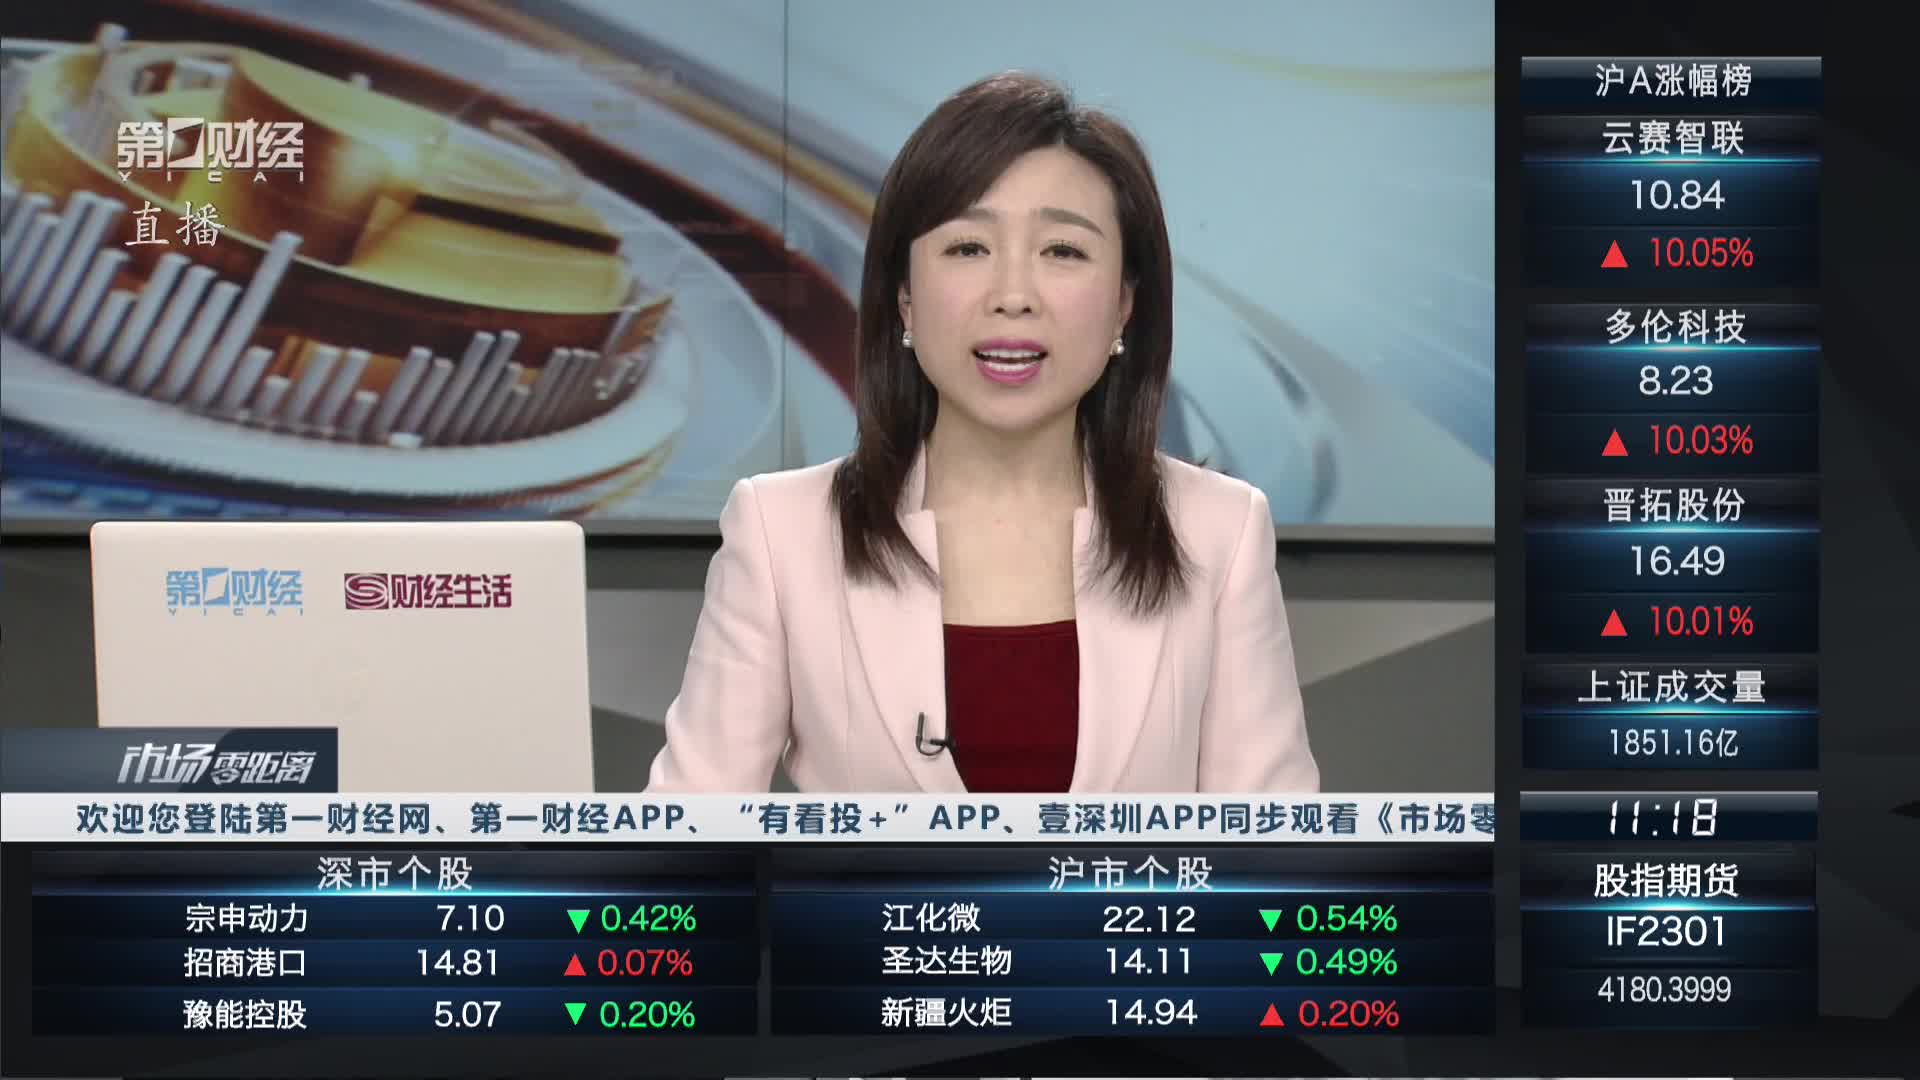 第一财经
YICAI
直播
第一财经
YICAI
财经生活
市场零距离
欢迎您登陆第一财经网、第一财经APP、“有看投+”APP、壹深圳APP同步观看《市场零
深市个股
宗申动力 7.10 ▼ 0.42%
招商港口 14.81 ▲ 0.07%
豫能控股 5.07 ▼ 0.20%
沪市个股
江化微 22.12 ▼ 0.54%
圣达生物 14.11 ▼ 0.49%
新疆火炬 14.94 ▲ 0.20%
沪A涨幅榜
云赛智联
10.84
▲ 10.05%
多伦科技
8.23
▲ 10.03%
晋拓股份
16.49
▲ 10.01%
上证成交量
1851.16亿
11:18
股指期货
IF2301
4180.3999